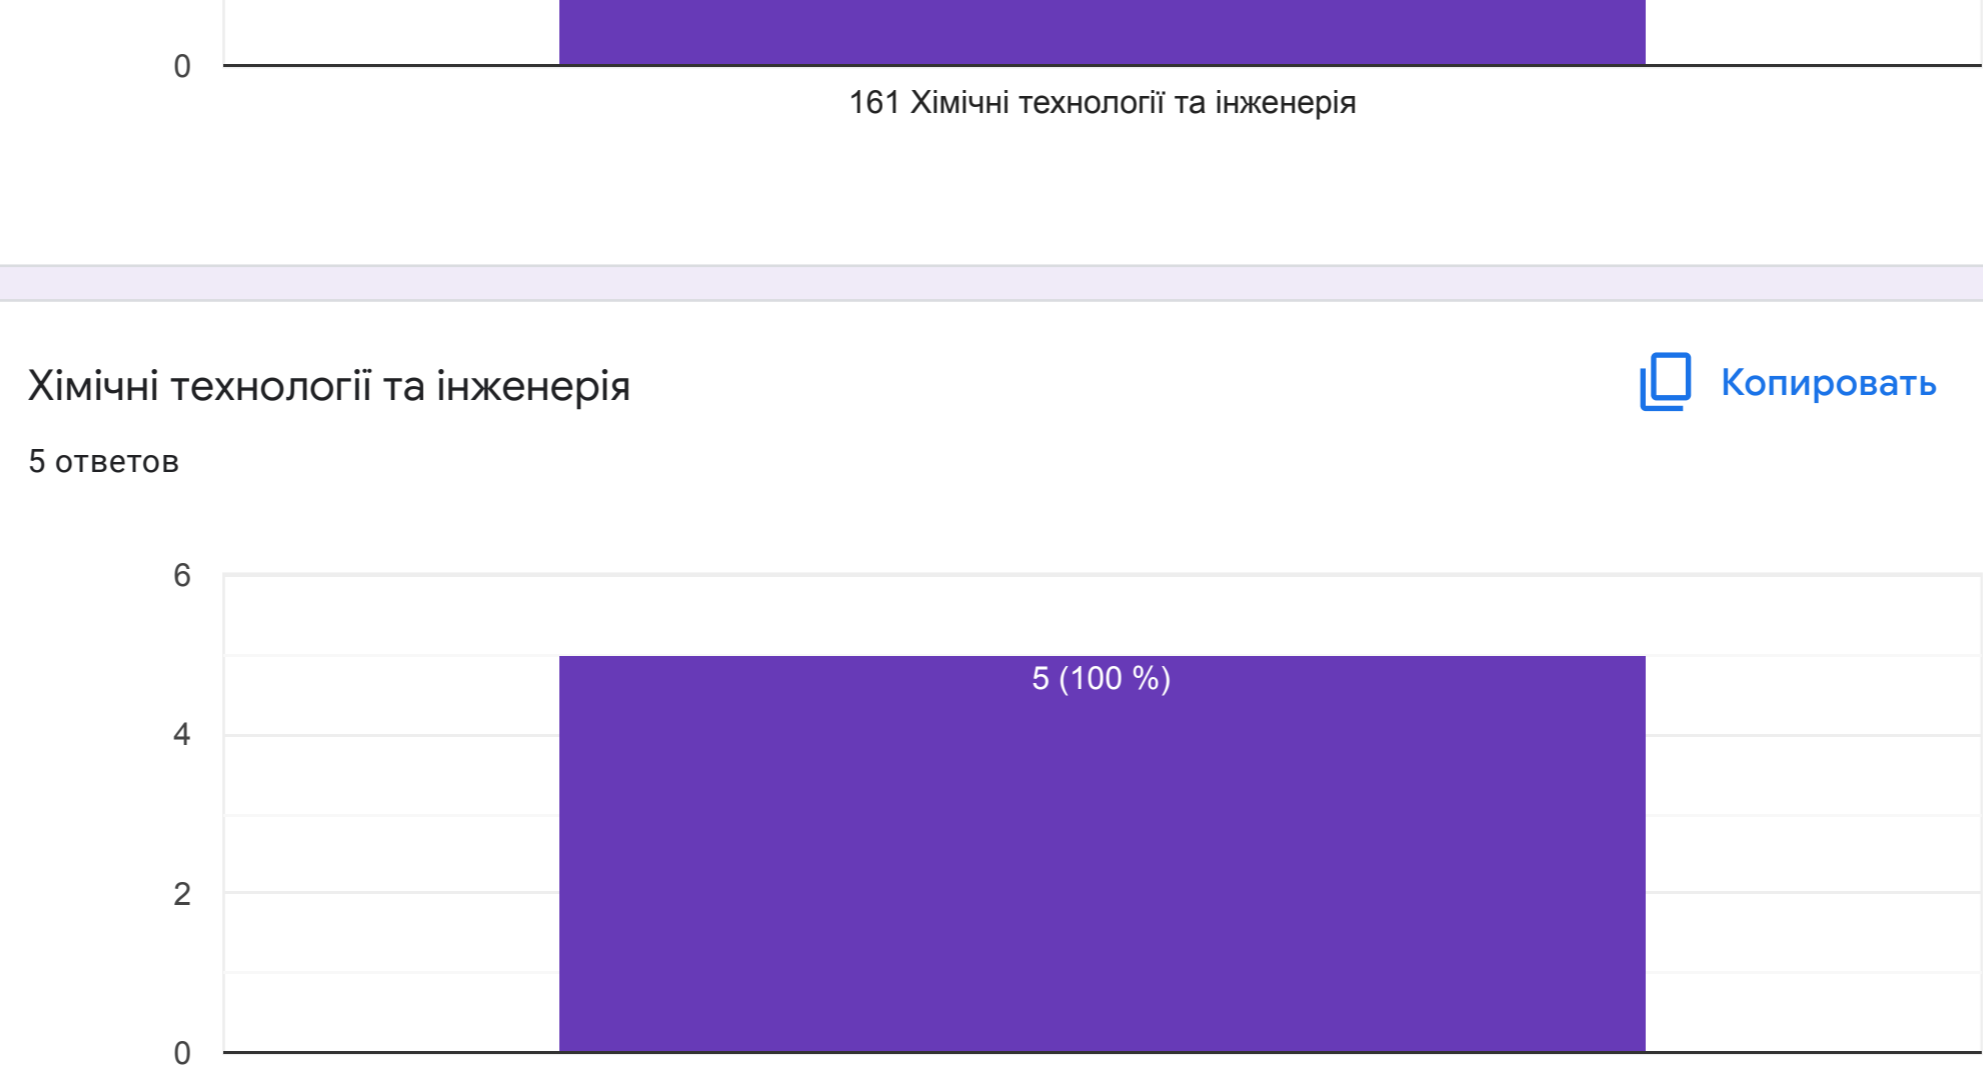 0
161 Хімічні технології та інженерія
Хімічні технології та інженерія
Копировать
5 ответов
6
5 (100 %)
4
2
0